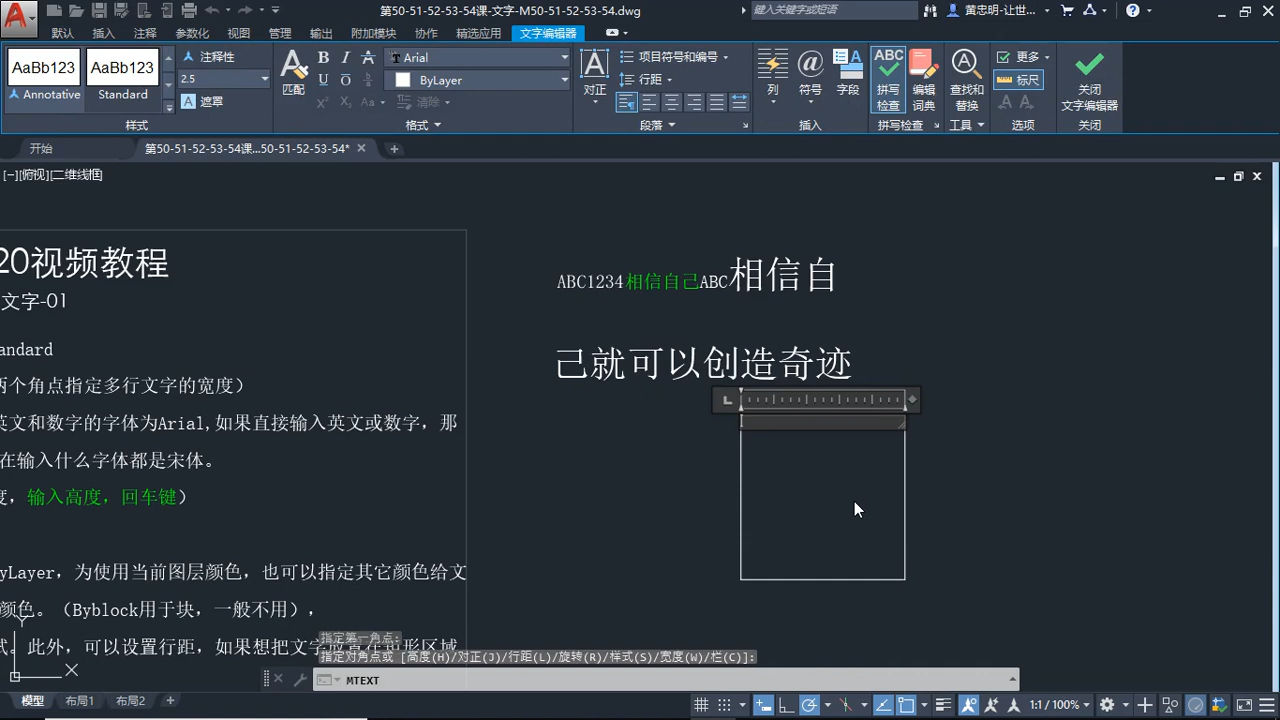 第50-51-52-53-54课-文字-M50-51-52-53-54.dwg
键入关键字或短语
黄志明-让世...
默认 插入 注释 参数化 视图 管理 输出 附加模块 协作 精选应用 文字编辑器
AaBb123
AaBb123
Annotative
Standard
注释性
2.5
遮罩
样式
匹配
Arial
ByLayer
清除
格式
对正
项目符号和编号
行距
段落
列
符号
字段
插入
ABC
拼写
检查
编辑
词典
拼写检查
查找和
替换
工具
更多
标尺
选项
关闭
文字编辑器
关闭
开始
第50-51-52-53-54课...50-51-52-53-54*
[−][俯视][二维线框]
20视频教程
文字-01
andard
两个角点指定多行文字的宽度）
英文和数字的字体为Arial,如果直接输入英文或数字，那
在输入什么字体都是宋体。
度，输入高度，回车键）
yLayer，为使用当前图层颜色，也可以指定其它颜色给文
颜色。（Byblock用于块，一般不用），
式。此外，可以设置行距，如果想把文字放置在矩形区域
ABC1234相信自己ABC相信自
己就可以创造奇迹
Y
X
指定第一角点:
指定对角点或 [高度(H)/对正(J)/行距(L)/旋转(R)/样式(S)/宽度(W)/栏(C)]:
MTEXT
模型 布局1 布局2
1:1 / 100%